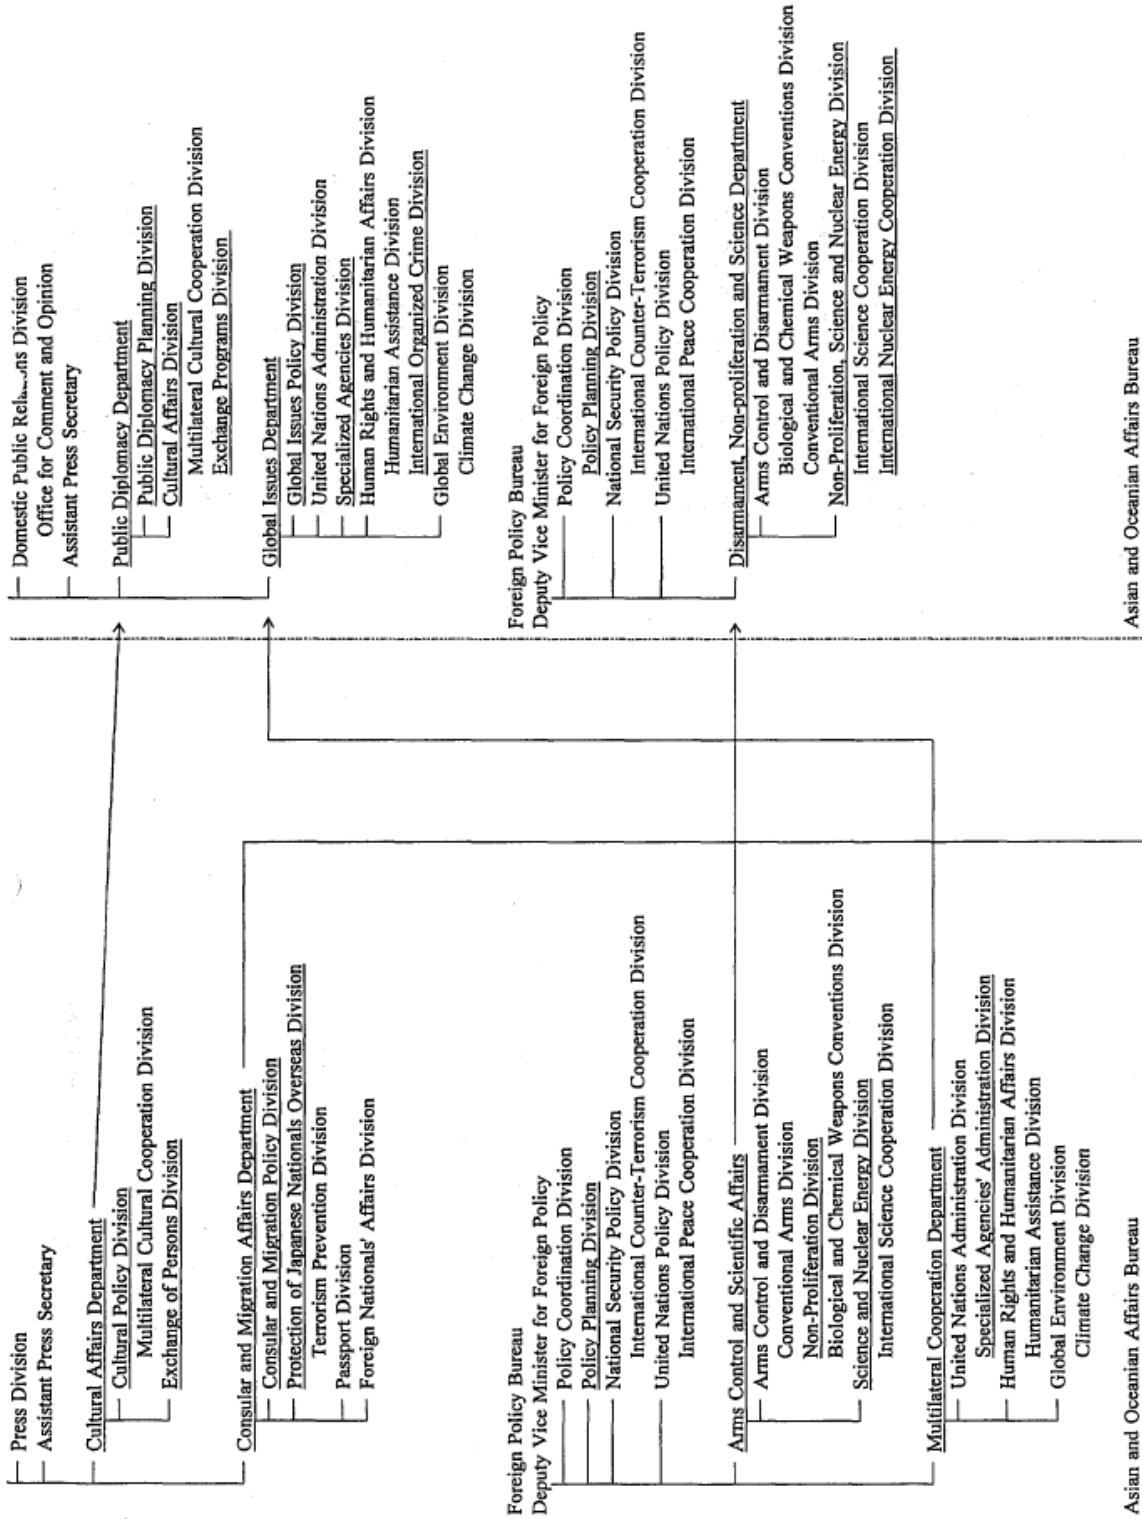 Press Division
Assistant Press Secretary
Cultural Affairs Department
Cultural Policy Division
Multilateral Cultural Cooperation Division
Exchange of Persons Division
Consular and Migration Affairs Department
Consular and Migration Policy Division
Protection of Japanese Nationals Overseas Division
Terrorism Prevention Division
Passport Division
Foreign Nationals' Affairs Division
Foreign Policy Bureau
Deputy Vice Minister for Foreign Policy
Policy Coordination Division
Policy Planning Division
National Security Policy Division
International Counter-Terrorism Cooperation Division
United Nations Policy Division
International Peace Cooperation Division
Arms Control and Scientific Affairs
Arms Control and Disarmament Division
Conventional Arms Division
Non-Proliferation Division
Biological and Chemical Weapons Conventions Division
Science and Nuclear Energy Division
International Science Cooperation Division
Multilateral Cooperation Department
United Nations Administration Division
Specialized Agencies' Administration Division
Human Rights and Humanitarian Affairs Division
Humanitarian Assistance Division
Global Environment Division
Climate Change Division
Asian and Oceanian Affairs Bureau
Domestic Public Division
Office for Comment and Opinion
Assistant Press Secretary
Public Diplomacy Department
Public Diplomacy Planning Division
Cultural Affairs Division
Multilateral Cultural Cooperation Division
Exchange Programs Division
Global Issues Department
Global Issues Policy Division
United Nations Administration Division
Specialized Agencies Division
Human Rights and Humanitarian Affairs Division
Humanitarian Assistance Division
International Organized Crime Division
Global Environment Division
Climate Change Division
Foreign Policy Bureau
Deputy Vice Minister for Foreign Policy
Policy Coordination Division
Policy Planning Division
National Security Policy Division
International Counter-Terrorism Cooperation Division
United Nations Policy Division
International Peace Cooperation Division
Disarmament, Non-proliferation and Science Department
Arms Control and Disarmament Division
Biological and Chemical Weapons Conventions Division
Conventional Arms Division
Non-Proliferation, Science and Nuclear Energy Division
International Science Cooperation Division
International Nuclear Energy Cooperation Division
Asian and Oceanian Affairs Bureau